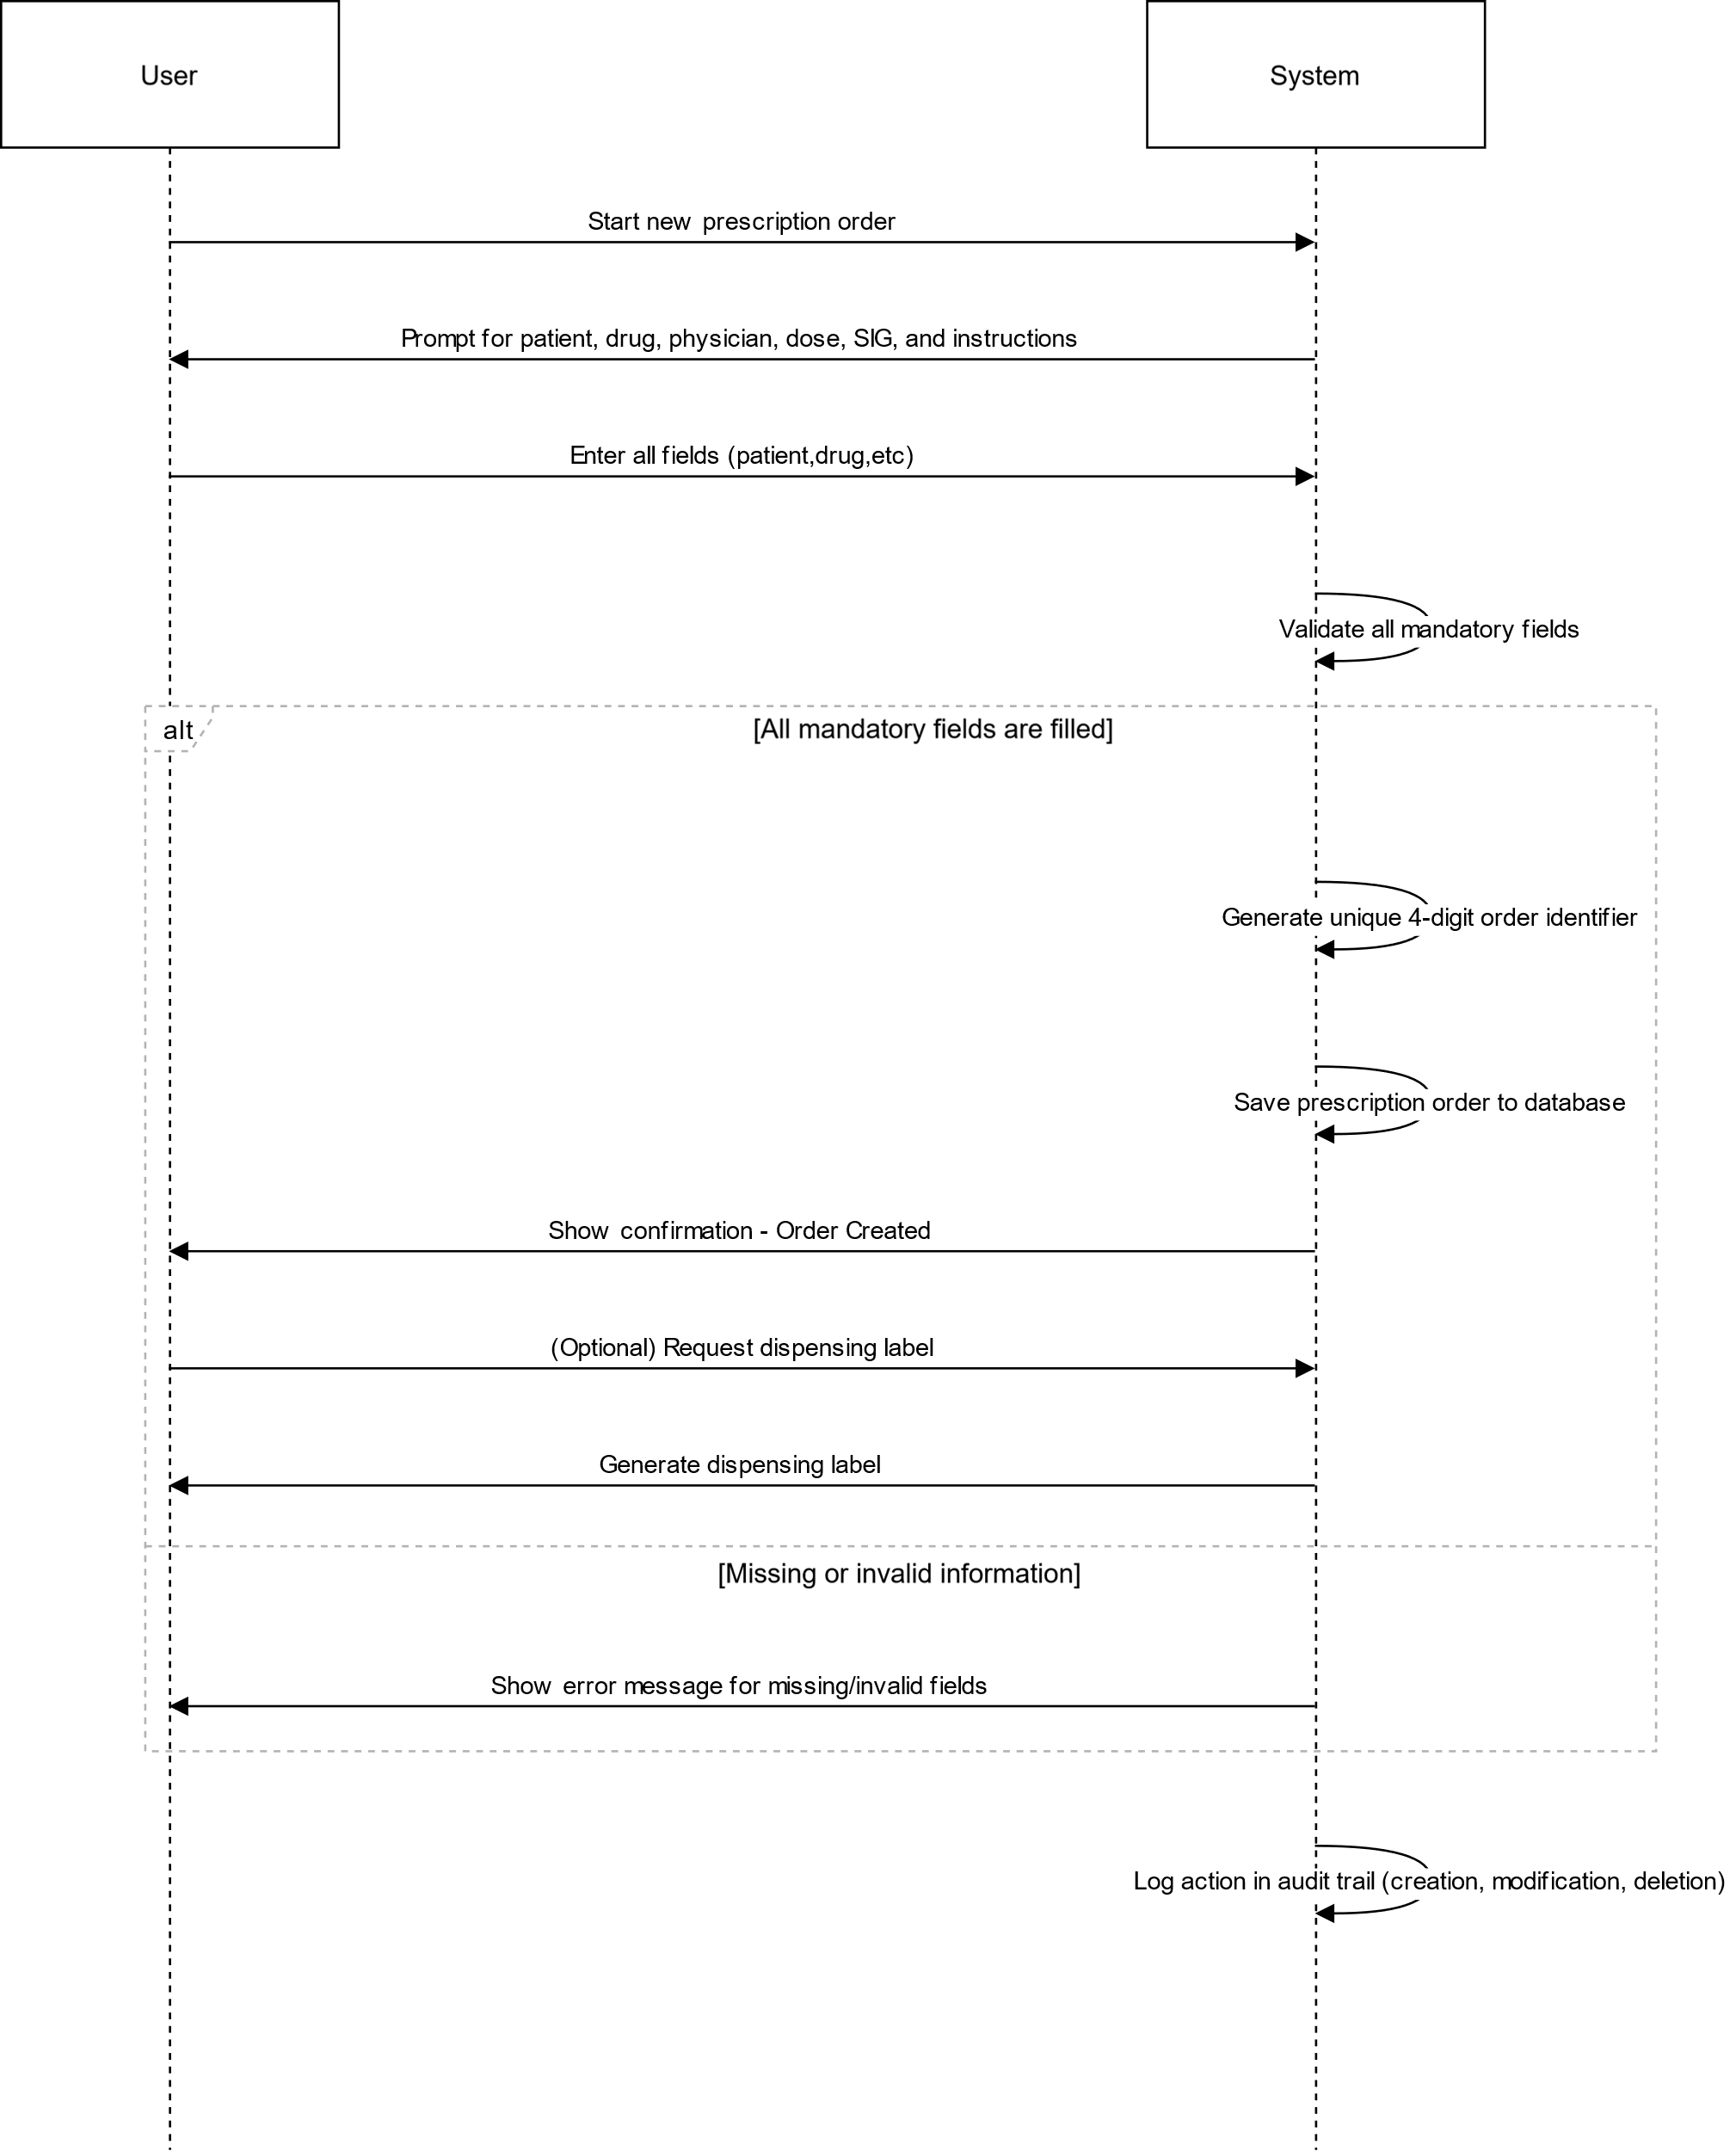 User
System
Start new prescription order
Prompt for patient, drug, physician, dose, SIG, and instructions
Enter all fields (patient,drug,etc)
Validate all mandatory fields
alt
[All mandatory fields are filled]
Generate unique 4-digit order identifier
Save prescription order to database
Show confirmation - Order Created
(Optional) Request dispensing label
Generate dispensing label
[Missing or invalid information]
Show error message for missing/invalid fields
Log action in audit trail (creation, modification, deletion)